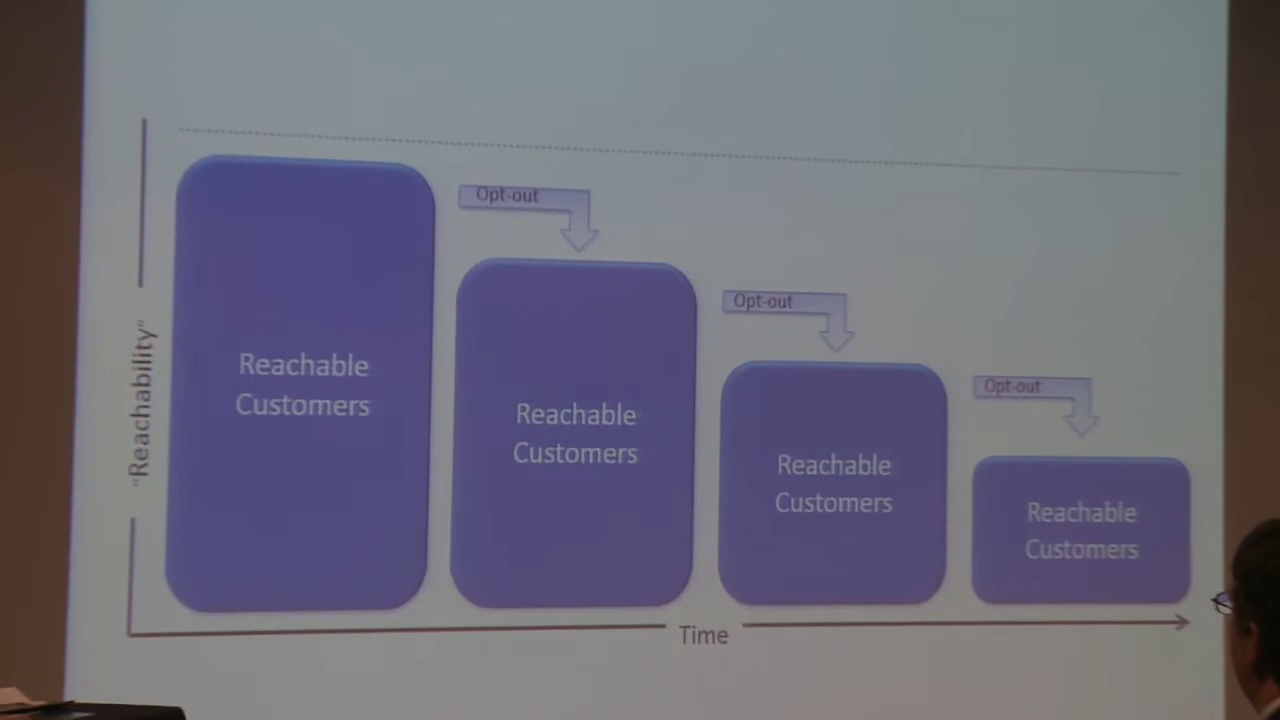 "Reachability"
Reachable
Customers
Opt-out
Reachable
Customers
Opt-out
Reachable
Customers
Opt-out
Reachable
Customers
Time